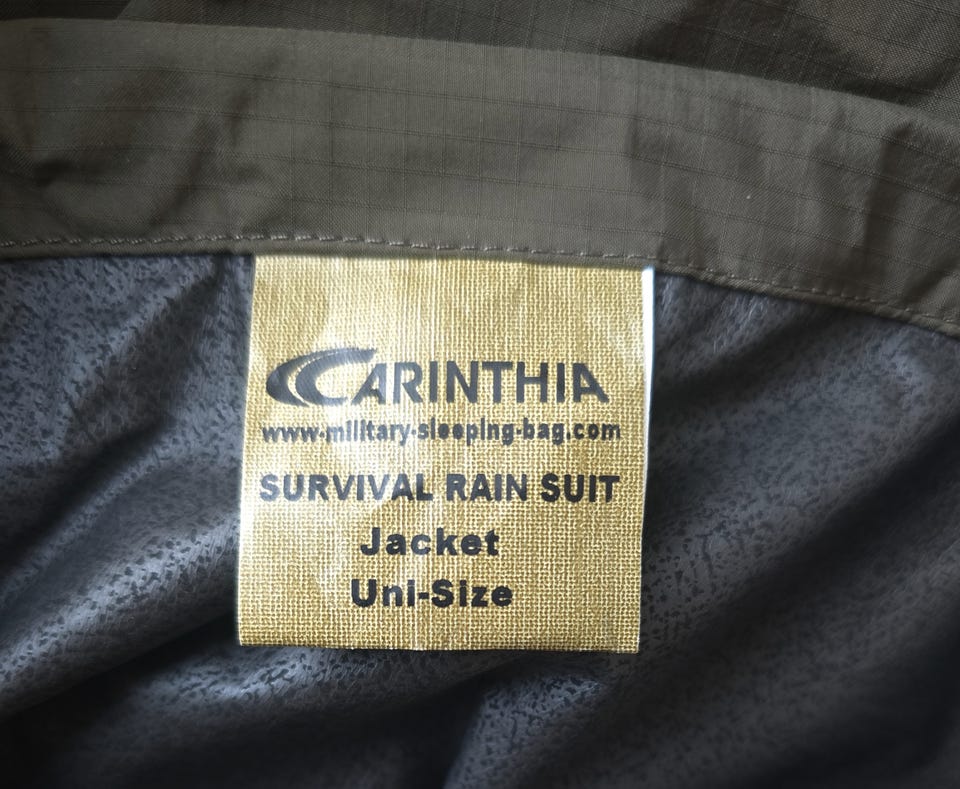 CARINTHIA
www-military-sleeping-bag.com
SURVIVAL RAIN SUIT
Jacket
Uni-Size